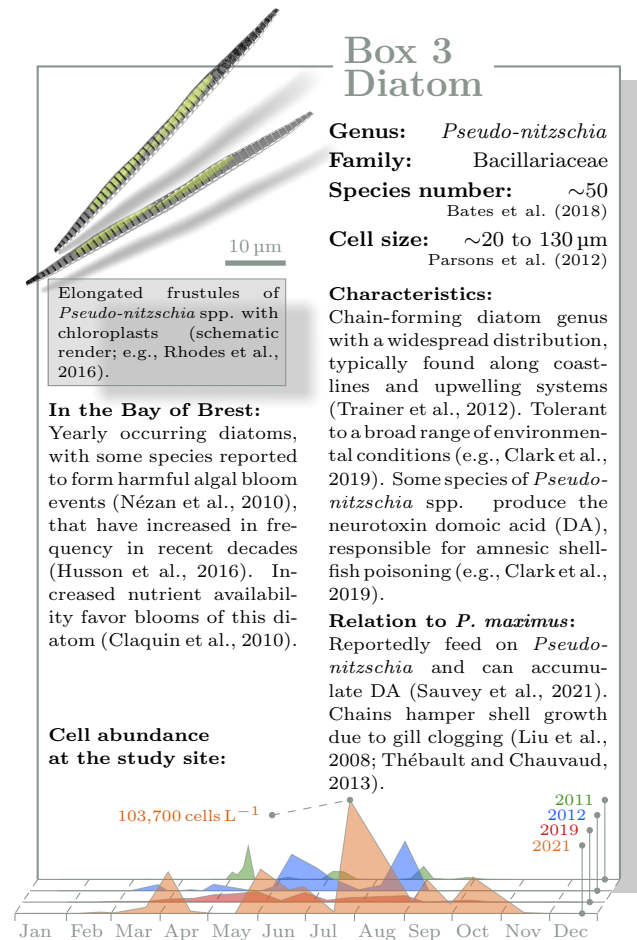 Box 3
Diatom
Genus: Pseudo-nitzschia
Family: Bacillariaceae
Species number: ∼50
Bates et al. (2018)
Cell size: ∼20 to 130 µm
Parsons et al. (2012)
10 µm
Elongated frustules of
Pseudo-nitzschia spp. with
chloroplasts (schematic
render; e.g., Rhodes et al.,
2016).
In the Bay of Brest:
Yearly occurring diatoms,
with some species reported
to form harmful algal bloom
events (Nézan et al., 2010),
that have increased in fre-
quency in recent decades
(Husson et al., 2016). In-
creased nutrient availabil-
ity favor blooms of this di-
atom (Claquin et al., 2010).
Characteristics:
Chain-forming diatom genus
with a widespread distribution,
typically found along coast-
lines and upwelling systems
(Trainer et al., 2012). Tolerant
to a broad range of environmen-
tal conditions (e.g., Clark et al.,
2019). Some species of Pseudo-
nitzschia spp. produce the
neurotoxin domoic acid (DA),
responsible for amnesic shell-
fish poisoning (e.g., Clark et al.,
2019).
Relation to P. maximus:
Reportedly feed on Pseudo-
nitzschia and can accumu-
late DA (Sauvey et al., 2021).
Chains hamper shell growth
due to gill clogging (Liu et al.,
2008; Thébault and Chauvaud,
2013).
Cell abundance
at the study site:
103,700 cells L⁻¹
2011
2012
2019
2021
Jan Feb Mar Apr May Jun Jul Aug Sep Oct Nov Dec